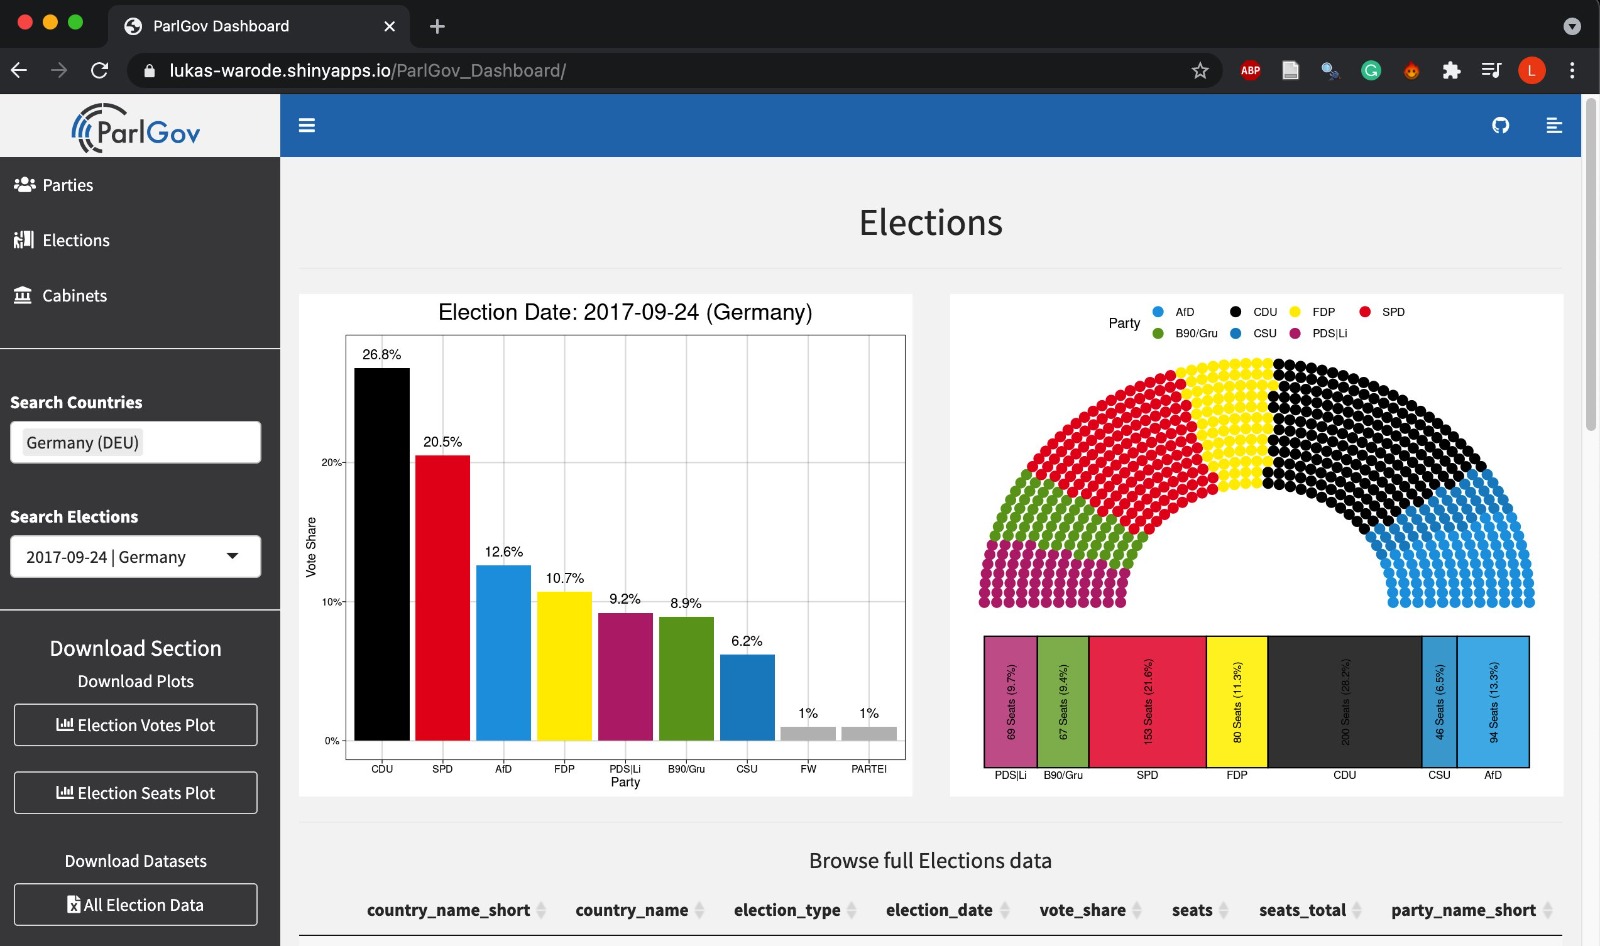 ParlGov Dashboard
lukas-warode.shinyapps.io/ParlGov_Dashboard/
ABP
L
ParlGov
Parties
Elections
Cabinets
Search Countries
Germany (DEU)
Search Elections
2017-09-24 | Germany
Download Section
Download Plots
Election Votes Plot
Election Seats Plot
Download Datasets
All Election Data
Elections
Election Date: 2017-09-24 (Germany)
26.8%
20.5%
20%
12.6%
10.7%
9.2%
8.9%
10%
6.2%
1%
1%
0%
Vote Share
CDU SPD AfD FDP PDS|Li B90/Gru CSU FW PARTEI
Party
Party
AfD CDU FDP SPD
B90/Gru CSU PDS|Li
69 Seats (9.7%)
67 Seats (9.4%)
153 Seats (21.6%)
80 Seats (11.3%)
200 Seats (28.2%)
46 Seats (6.5%)
94 Seats (13.3%)
PDS|Li B90/Gru SPD FDP CDU CSU AfD
Browse full Elections data
country_name_short country_name election_type election_date vote_share seats seats_total party_name_short